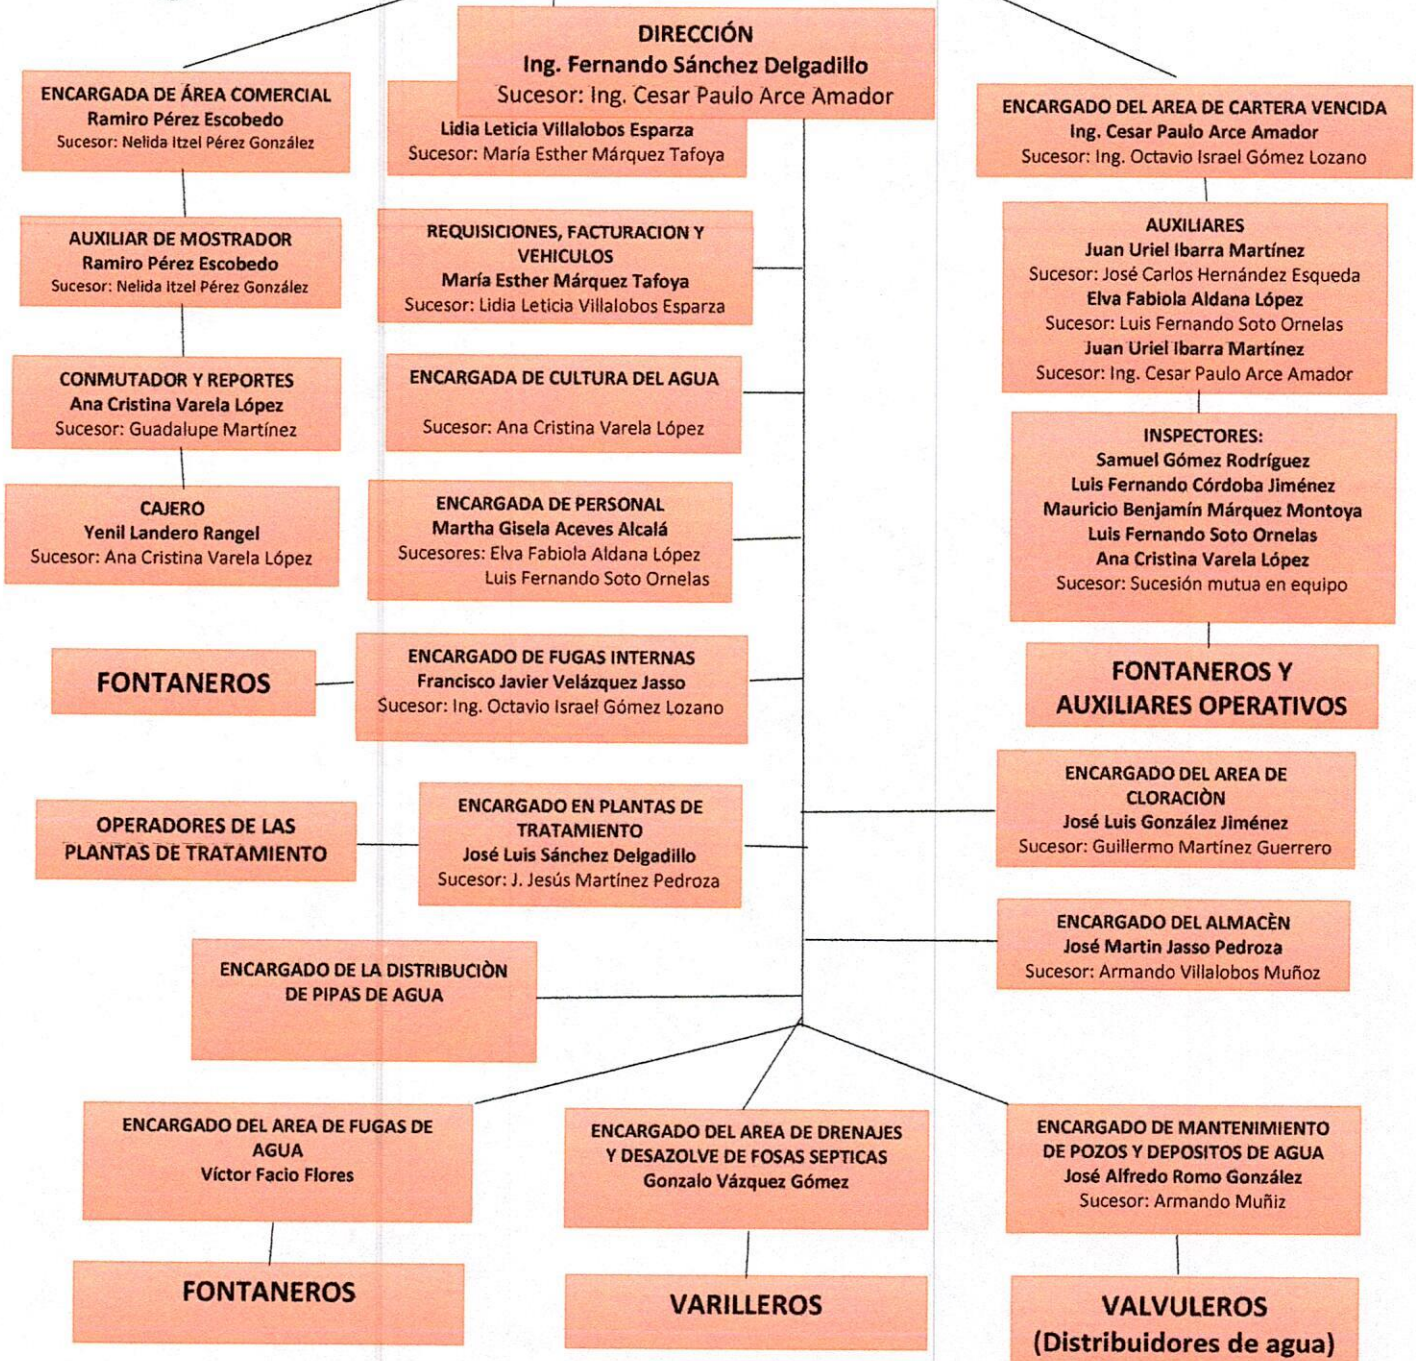 DIRECCIÓN
Ing. Fernando Sánchez Delgadillo
Sucesor: Ing. Cesar Paulo Arce Amador
ENCARGADA DE ÁREA COMERCIAL
Ramiro Pérez Escobedo
Sucesor: Nelida Itzel Pérez González
Lidia Leticia Villalobos Esparza
Sucesor: María Esther Márquez Tafoya
ENCARGADO DEL AREA DE CARTERA VENCIDA
Ing. Cesar Paulo Arce Amador
Sucesor: Ing. Octavio Israel Gómez Lozano
AUXILIAR DE MOSTRADOR
Ramiro Pérez Escobedo
Sucesor: Nelida Itzel Pérez González
REQUISICIONES, FACTURACION Y
VEHICULOS
María Esther Márquez Tafoya
Sucesor: Lidia Leticia Villalobos Esparza
AUXILIARES
Juan Uriel Ibarra Martínez
Sucesor: José Carlos Hernández Esqueda
Elva Fabiola Aldana López
Sucesor: Luis Fernando Soto Ornelas
Juan Uriel Ibarra Martínez
Sucesor: Ing. Cesar Paulo Arce Amador
CONMUTADOR Y REPORTES
Ana Cristina Varela López
Sucesor: Guadalupe Martínez
ENCARGADA DE CULTURA DEL AGUA
Sucesor: Ana Cristina Varela López
INSPECTORES:
Samuel Gómez Rodríguez
Luis Fernando Córdoba Jiménez
Mauricio Benjamín Márquez Montoya
Luis Fernando Soto Ornelas
Ana Cristina Varela López
Sucesor: Sucesión mutua en equipo
CAJERO
Yenil Landero Rangel
Sucesor: Ana Cristina Varela López
ENCARGADA DE PERSONAL
Martha Gisela Aceves Alcalá
Sucesores: Elva Fabiola Aldana López
Luis Fernando Soto Ornelas
FONTANEROS
ENCARGADO DE FUGAS INTERNAS
Francisco Javier Velázquez Jasso
Sucesor: Ing. Octavio Israel Gómez Lozano
FONTANEROS Y
AUXILIARES OPERATIVOS
OPERADORES DE LAS
PLANTAS DE TRATAMIENTO
ENCARGADO EN PLANTAS DE
TRATAMIENTO
José Luis Sánchez Delgadillo
Sucesor: J. Jesús Martínez Pedroza
ENCARGADO DEL AREA DE
CLORACIÒN
José Luis González Jiménez
Sucesor: Guillermo Martínez Guerrero
ENCARGADO DEL ALMACÈN
José Martin Jasso Pedroza
Sucesor: Armando Villalobos Muñoz
ENCARGADO DE LA DISTRIBUCIÒN
DE PIPAS DE AGUA
ENCARGADO DEL AREA DE FUGAS DE
AGUA
Víctor Facio Flores
ENCARGADO DEL AREA DE DRENAJES
Y DESAZOLVE DE FOSAS SEPTICAS
Gonzalo Vázquez Gómez
ENCARGADO DE MANTENIMIENTO
DE POZOS Y DEPOSITOS DE AGUA
José Alfredo Romo González
Sucesor: Armando Muñiz
FONTANEROS
VARILLEROS
VALVULEROS
(Distribuidores de agua)